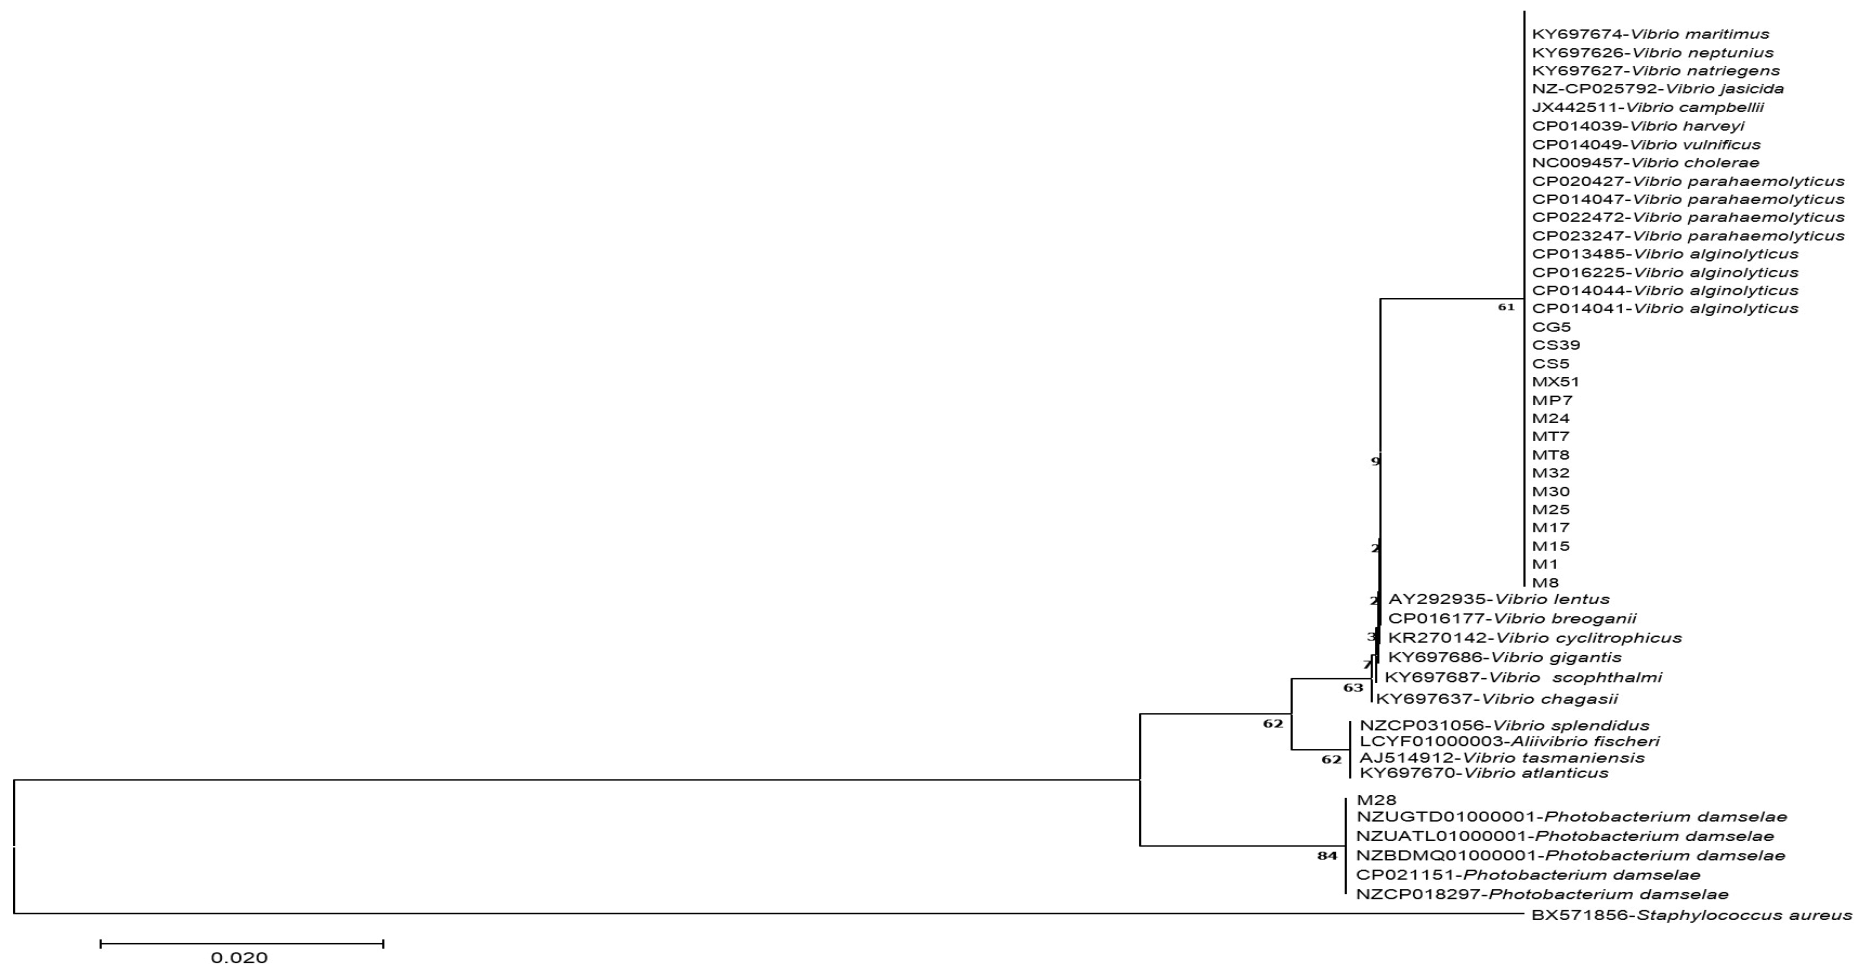 KY697674-Vibrio maritimus
KY697626-Vibrio neptunius
KY697627-Vibrio natriegens
NZ-CP025792-Vibrio jasicida
JX442511-Vibrio campbellii
CP014039-Vibrio harveyi
CP014049-Vibrio vulnificus
NC009457-Vibrio cholerae
CP020427-Vibrio parahaemolyticus
CP014047-Vibrio parahaemolyticus
CP022472-Vibrio parahaemolyticus
CP023247-Vibrio parahaemolyticus
CP013485-Vibrio alginolyticus
CP016225-Vibrio alginolyticus
CP014044-Vibrio alginolyticus
61 CP014041-Vibrio alginolyticus
CG5
CS39
CS5
MX51
MP7
M24
MT7
MT8
9
M32
M30
M25
M17
2 M15
M1
M8
2 AY292935-Vibrio lentus
CP016177-Vibrio breoganii
3 KR270142-Vibrio cyclitrophicus
7 KY697686-Vibrio gigantis
KY697687-Vibrio scophthalmi
63
KY697637-Vibrio chagasii
62 NZCP031056-Vibrio splendidus
LCYF01000003-Aliivibrio fischeri
62 AJ514912-Vibrio tasmaniensis
KY697670-Vibrio atlanticus
M28
NZUGTD01000001-Photobacterium damselae
NZUATL01000001-Photobacterium damselae
84 NZBDMQ01000001-Photobacterium damselae
CP021151-Photobacterium damselae
NZCP018297-Photobacterium damselae
BX571856-Staphylococcus aureus
0.020